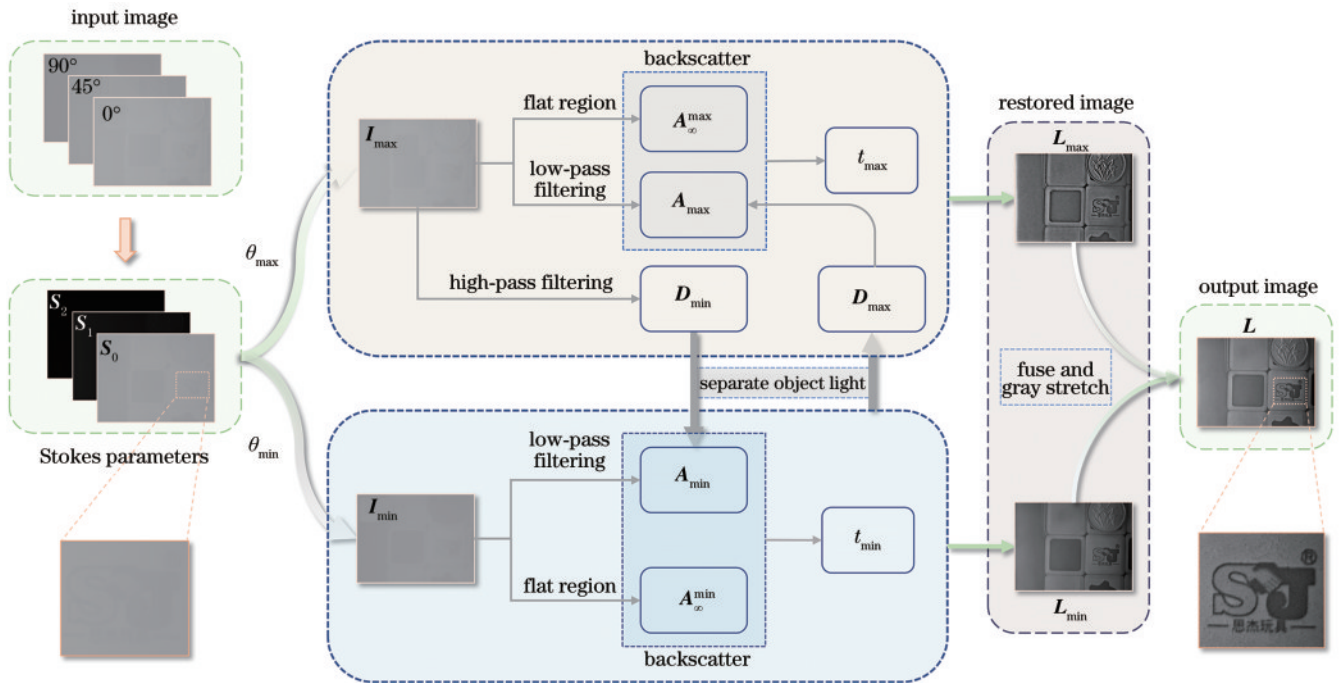 input image
90°
45°
0°
S₂
S₁
S₀
Stokes parameters
θmax
θmin
Imax
flat region
low-pass
filtering
high-pass filtering
backscatter
A∞^max
Amax
tmax
Dmin
Dmax
separate object light
Imin
low-pass
filtering
flat region
Amin
A∞^min
backscatter
tmin
restored image
Lmax
fuse and
gray stretch
Lmin
output image
L
SJ
®
思杰玩具